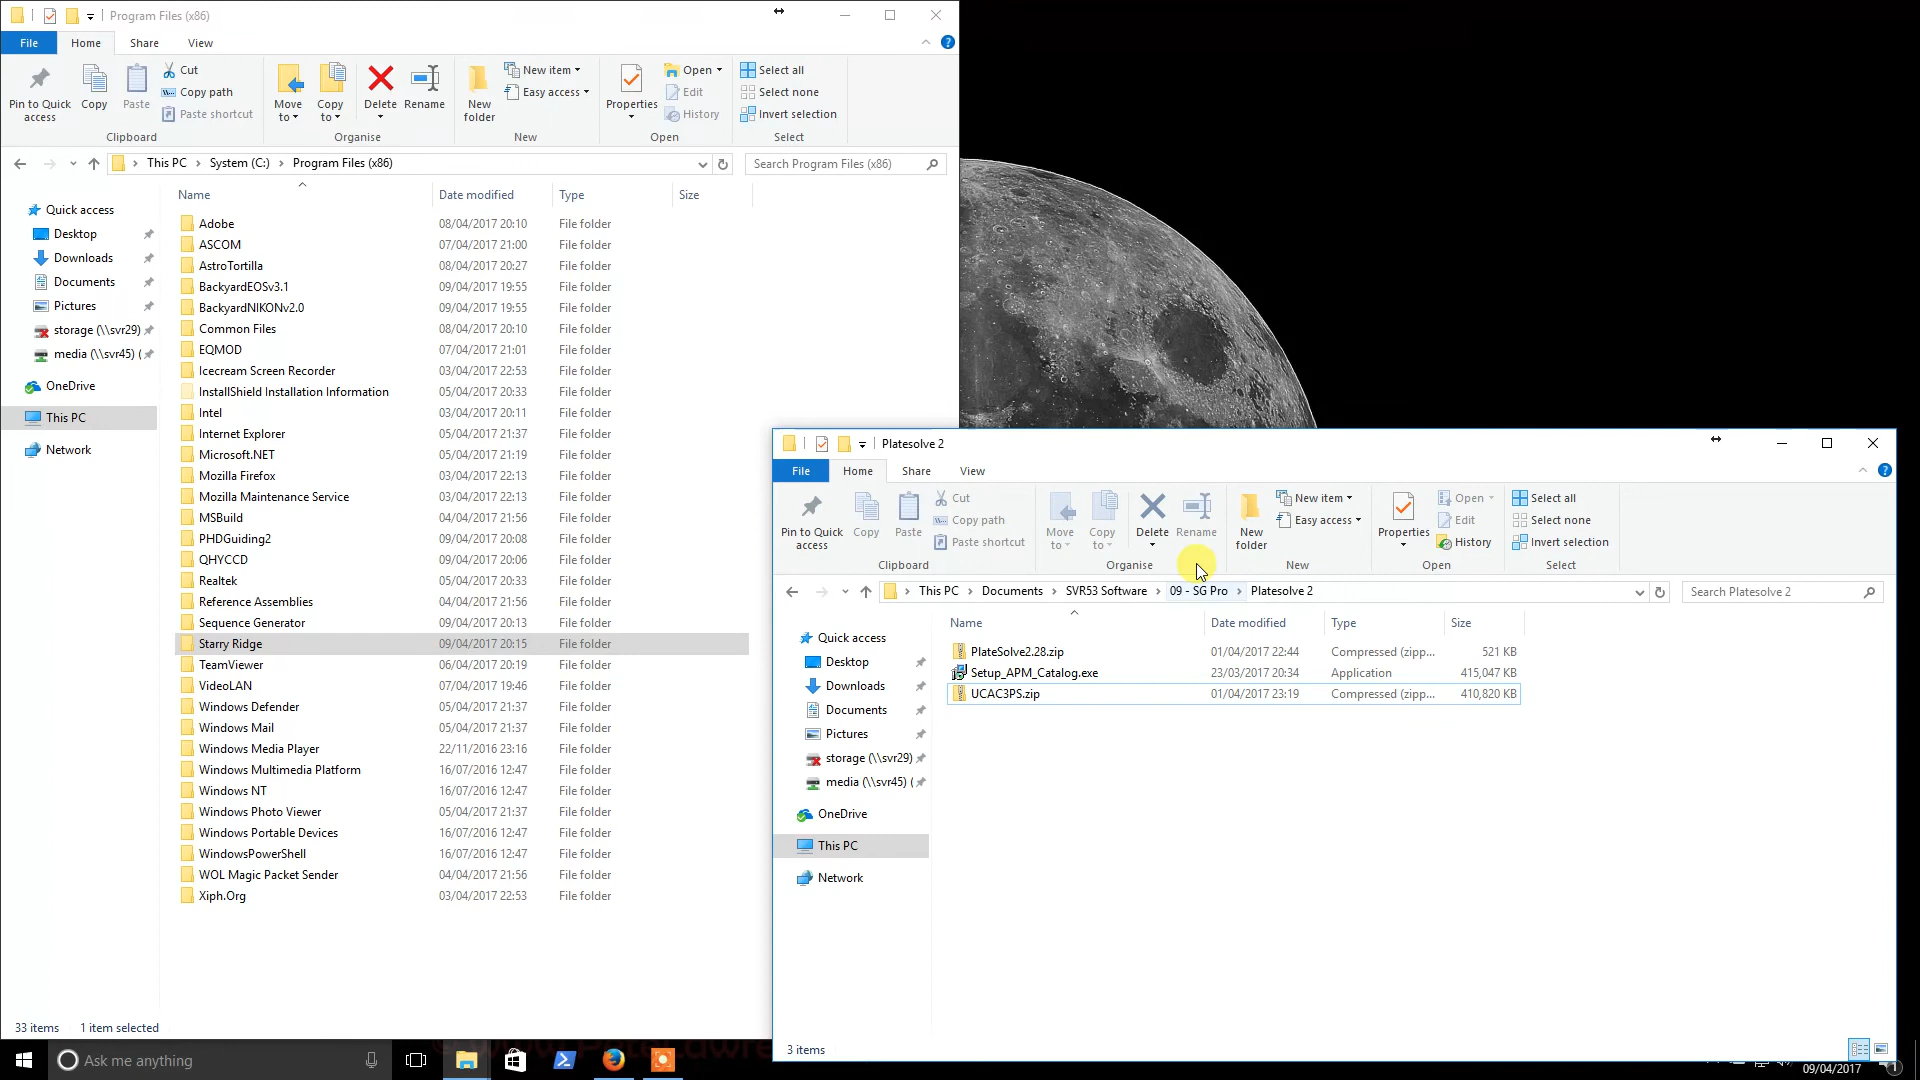 Program Files (x86)
File Home Share View
Pin to Quick access
Copy
Paste
Cut
Copy path
Paste shortcut
Clipboard
Move to
Copy to
Delete
Rename
Organise
New folder
New item
Easy access
New
Properties
Open
Edit
History
Open
Select all
Select none
Invert selection
Select
This PC System (C:) Program Files (x86)
Search Program Files (x86)
Quick access
Desktop
Downloads
Documents
Pictures
storage (\\svr29)
media (\\svr45) (
OneDrive
This PC
Network
Name Date modified Type Size
Adobe 08/04/2017 20:10 File folder
ASCOM 07/04/2017 21:00 File folder
AstroTortilla 08/04/2017 20:27 File folder
BackyardEOSv3.1 09/04/2017 19:55 File folder
BackyardNIKONv2.0 09/04/2017 19:55 File folder
Common Files 08/04/2017 20:10 File folder
EQMOD 07/04/2017 21:01 File folder
Icecream Screen Recorder 03/04/2017 22:53 File folder
InstallShield Installation Information 05/04/2017 20:33 File folder
Intel 03/04/2017 20:11 File folder
Internet Explorer 05/04/2017 21:37 File folder
Microsoft.NET 05/04/2017 21:19 File folder
Mozilla Firefox 03/04/2017 22:13 File folder
Mozilla Maintenance Service 03/04/2017 22:13 File folder
MSBuild 04/04/2017 21:56 File folder
PHDGuiding2 09/04/2017 20:08 File folder
QHYCCD 09/04/2017 20:06 File folder
Realtek 05/04/2017 20:33 File folder
Reference Assemblies 04/04/2017 21:56 File folder
Sequence Generator 09/04/2017 20:13 File folder
Starry Ridge 09/04/2017 20:15 File folder
TeamViewer 06/04/2017 20:19 File folder
VideoLAN 07/04/2017 19:46 File folder
Windows Defender 05/04/2017 21:37 File folder
Windows Mail 05/04/2017 21:37 File folder
Windows Media Player 22/11/2016 23:16 File folder
Windows Multimedia Platform 16/07/2016 12:47 File folder
Windows NT 16/07/2016 12:47 File folder
Windows Photo Viewer 05/04/2017 21:37 File folder
Windows Portable Devices 16/07/2016 12:47 File folder
WindowsPowerShell 16/07/2016 12:47 File folder
WOL Magic Packet Sender 04/04/2017 21:56 File folder
Xiph.Org 03/04/2017 22:53 File folder
33 items 1 item selected
Platesolve 2
File Home Share View
Pin to Quick access
Copy
Paste
Cut
Copy path
Paste shortcut
Clipboard
Move to
Copy to
Delete
Rename
Organise
New folder
New item
Easy access
New
Properties
Open
Edit
History
Open
Select all
Select none
Invert selection
Select
This PC Documents SVR53 Software 09 - SG Pro Platesolve 2
Search Platesolve 2
Quick access
Desktop
Downloads
Documents
Pictures
storage (\\svr29)
media (\\svr45) (
OneDrive
This PC
Network
Name Date modified Type Size
PlateSolve2.28.zip 01/04/2017 22:44 Compressed (zipp... 521 KB
Setup_APM_Catalog.exe 23/03/2017 20:34 Application 415,047 KB
UCAC3PS.zip 01/04/2017 23:19 Compressed (zipp... 410,820 KB
3 items
Ask me anything
09/04/2017
1